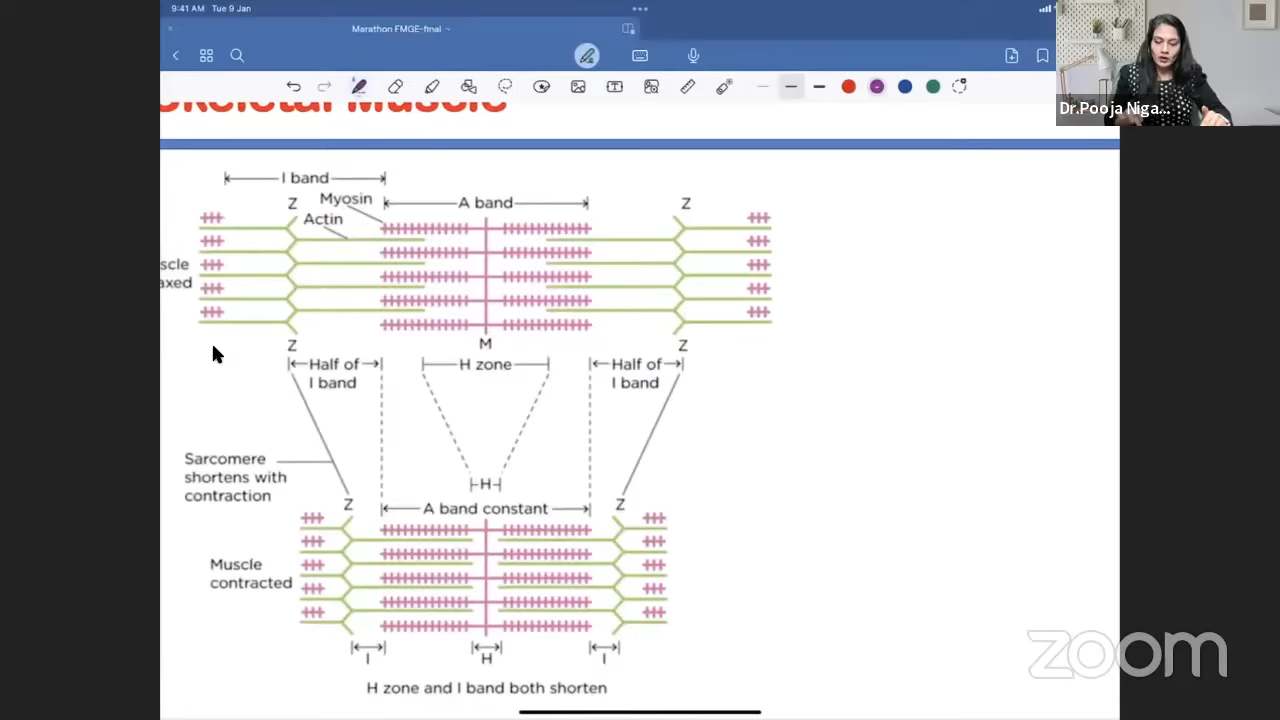 9:41 AM Tue 9 Jan
Marathon FMGE-final
Skeletal Muscle
Dr.Pooja Niga...
I band
Z
Myosin
A band
Z
Actin
scle
axed
Z
M
Z
Half of
I band
H zone
Half of
I band
Sarcomere
shortens with
contraction
H
Z
A band constant
Z
Muscle
contracted
I
H
I
H zone and I band both shorten
zoom